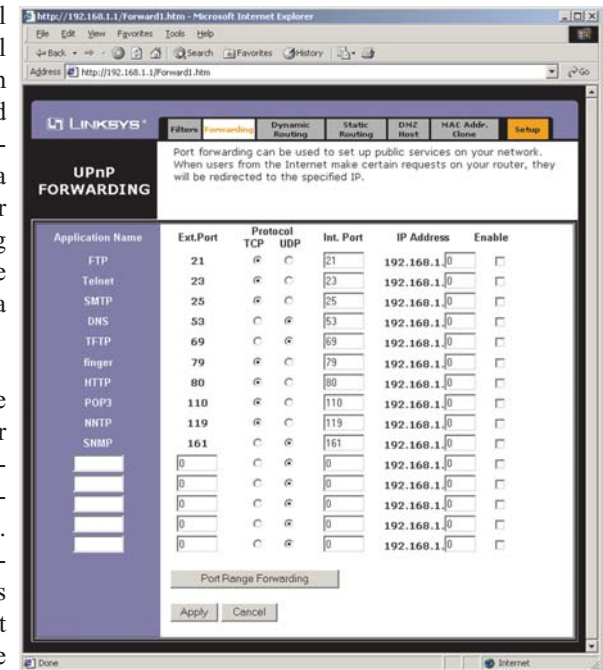 http://192.168.1.1/Forward1.htm - Microsoft Internet Explorer
File Edit View Favorites Tools Help
Back Search Favorites History
Address http://192.168.1.1/Forward1.htm Go
LINKSYS
Filters Forwarding Dynamic Routing Static Routing DMZ Host MAC Addr. Clone Setup
UPnP FORWARDING
Port forwarding can be used to set up public services on your network.
When users from the Internet make certain requests on your router, they
will be redirected to the specified IP.
Application Name Ext.Port Protocol TCP UDP Int. Port IP Address Enable
FTP 21 21 192.168.1.0
Telnet 23 23 192.168.1.0
SMTP 25 25 192.168.1.0
DNS 53 53 192.168.1.0
TFTP 69 69 192.168.1.0
finger 79 79 192.168.1.0
HTTP 80 80 192.168.1.0
POP3 110 110 192.168.1.0
NNTP 119 119 192.168.1.0
SNMP 161 161 192.168.1.0
0 0 192.168.1.0
0 0 192.168.1.0
0 0 192.168.1.0
0 0 192.168.1.0
0 0 192.168.1.0
Port Range Forwarding
Apply Cancel
Done Internet